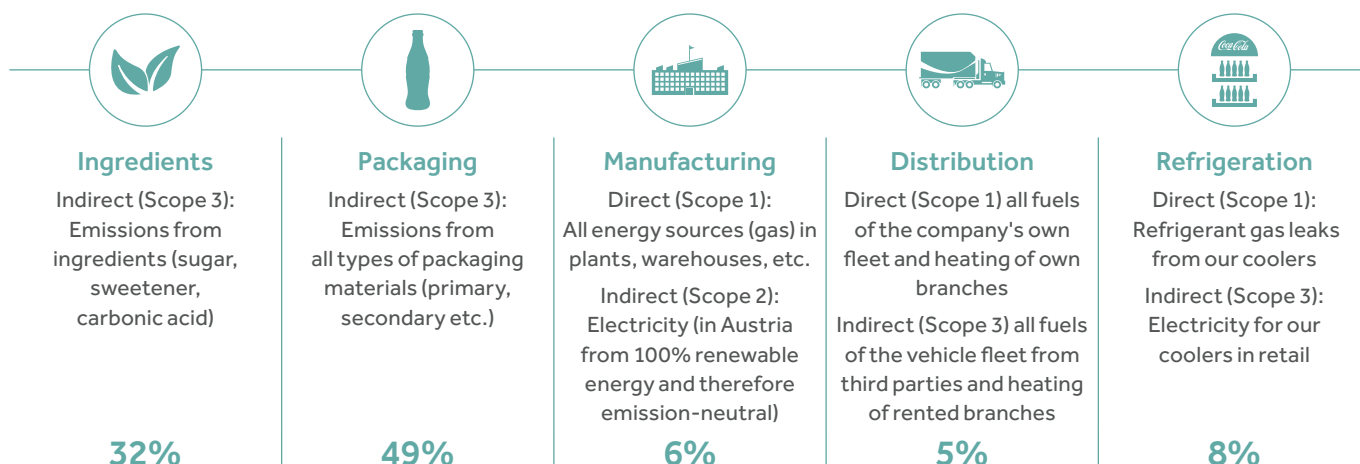 Coca-Cola
Ingredients
Indirect (Scope 3):
Emissions from
ingredients (sugar,
sweetener,
carbonic acid)
32%
Packaging
Indirect (Scope 3):
Emissions from
all types of packaging
materials (primary,
secondary etc.)
49%
Manufacturing
Direct (Scope 1):
All energy sources (gas) in
plants, warehouses, etc.
Indirect (Scope 2):
Electricity (in Austria
from 100% renewable
energy and therefore
emission-neutral)
6%
Distribution
Direct (Scope 1) all fuels
of the company's own
fleet and heating of own
branches
Indirect (Scope 3) all fuels
of the vehicle fleet from
third parties and heating
of rented branches
5%
Refrigeration
Direct (Scope 1):
Refrigerant gas leaks
from our coolers
Indirect (Scope 3):
Electricity for our
coolers in retail
8%